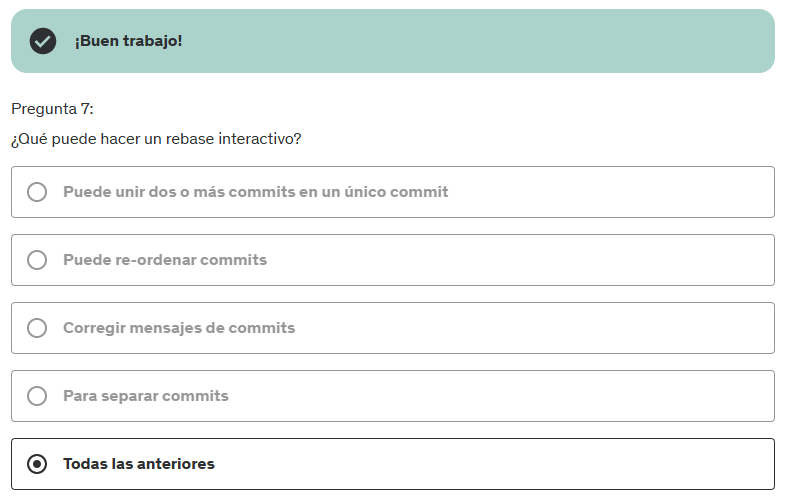 ¡Buen trabajo!
Pregunta 7:
¿Qué puede hacer un rebase interactivo?
Puede unir dos o más commits en un único commit
Puede re-ordenar commits
Corregir mensajes de commits
Para separar commits
Todas las anteriores